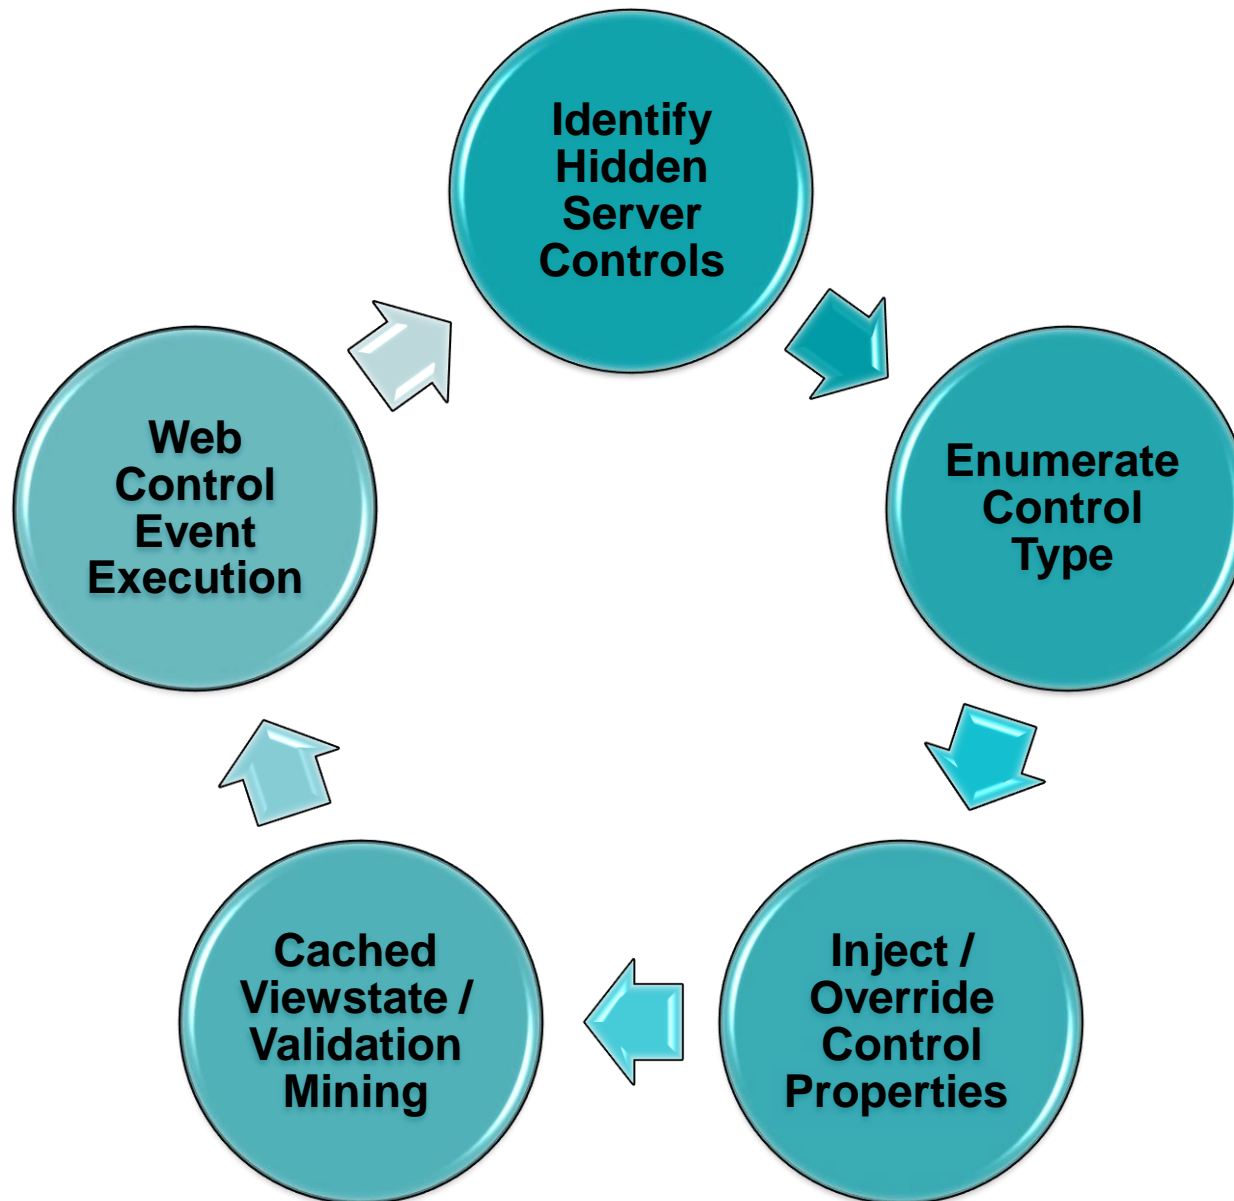 Identify
Hidden
Server
Controls
Enumerate
Control
Type
Inject /
Override
Control
Properties
Cached
Viewstate /
Validation
Mining
Web
Control
Event
Execution